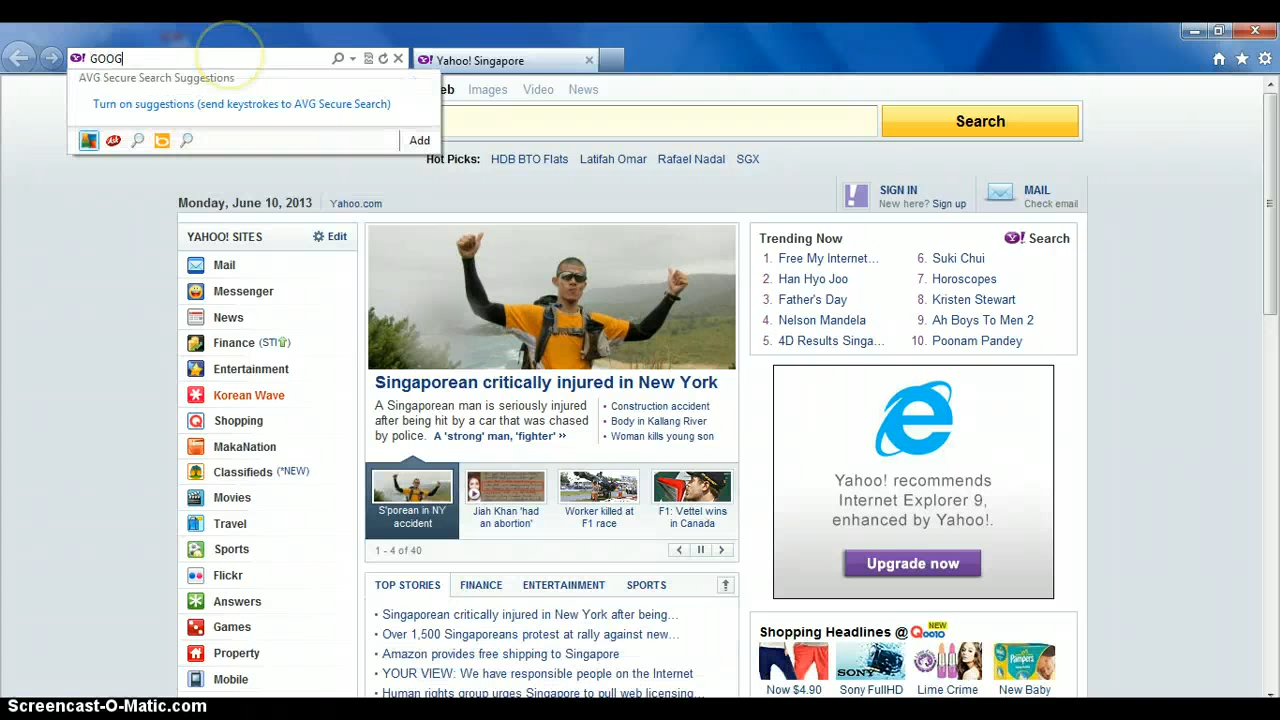 GOOG
Yahoo! Singapore
AVG Secure Search Suggestions
Turn on suggestions (send keystrokes to AVG Secure Search)
Add
eb Images Video News
Search
Hot Picks: HDB BTO Flats Latifah Omar Rafael Nadal SGX
Monday, June 10, 2013 Yahoo.com
SIGN IN
New here? Sign up
MAIL
Check email
YAHOO! SITES Edit
Mail
Messenger
News
Finance (STI)
Entertainment
Korean Wave
Shopping
MakaNation
Classifieds (*NEW)
Movies
Travel
Sports
Flickr
Answers
Games
Property
Mobile
Singaporean critically injured in New York
A Singaporean man is seriously injured
after being hit by a car that was chased
by police. A 'strong' man, 'fighter' ››
• Construction accident
• Body in Kallang River
• Woman kills young son
S'porean in NY
accident
Jiah Khan 'had
an abortion'
Worker killed at
F1 race
F1: Vettel wins
in Canada
1 - 4 of 40
TOP STORIES FINANCE ENTERTAINMENT SPORTS
• Singaporean critically injured in New York after being...
• Over 1,500 Singaporeans protest at rally against new...
• Amazon provides free shipping to Singapore
• YOUR VIEW: We have responsible people on the Internet
• Human rights group urges Singapore to pull web licensing...
Trending Now Y! Search
1. Free My Internet...
2. Han Hyo Joo
3. Father's Day
4. Nelson Mandela
5. 4D Results Singa...
6. Suki Chui
7. Horoscopes
8. Kristen Stewart
9. Ah Boys To Men 2
10. Poonam Pandey
Yahoo! recommends
Internet Explorer 9,
enhanced by Yahoo!.
Upgrade now
Shopping Headlines @ Qoo10 NEW
Now $4.90
Sony FullHD
Lime Crime
New Baby
SONY
Pampers
Screencast-O-Matic.com